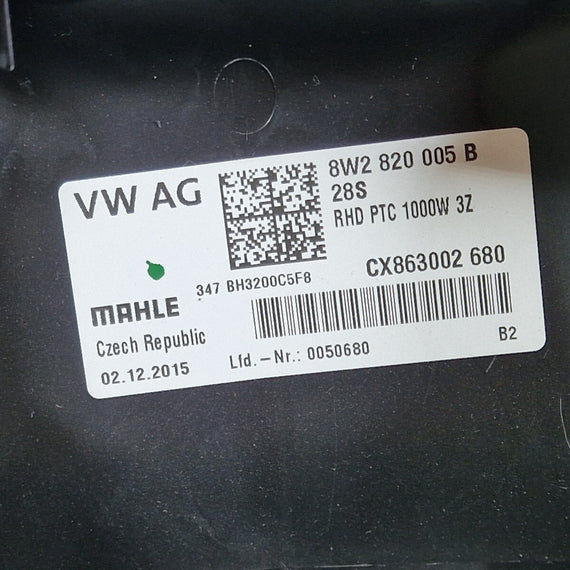 VW AG
8W2 820 005 B
28S
RHD PTC 1000W 3Z
347 BH3200C5F8
CX863002 680
MAHLE
Czech Republic
02.12.2015
Lfd.-Nr.: 0050680
B2